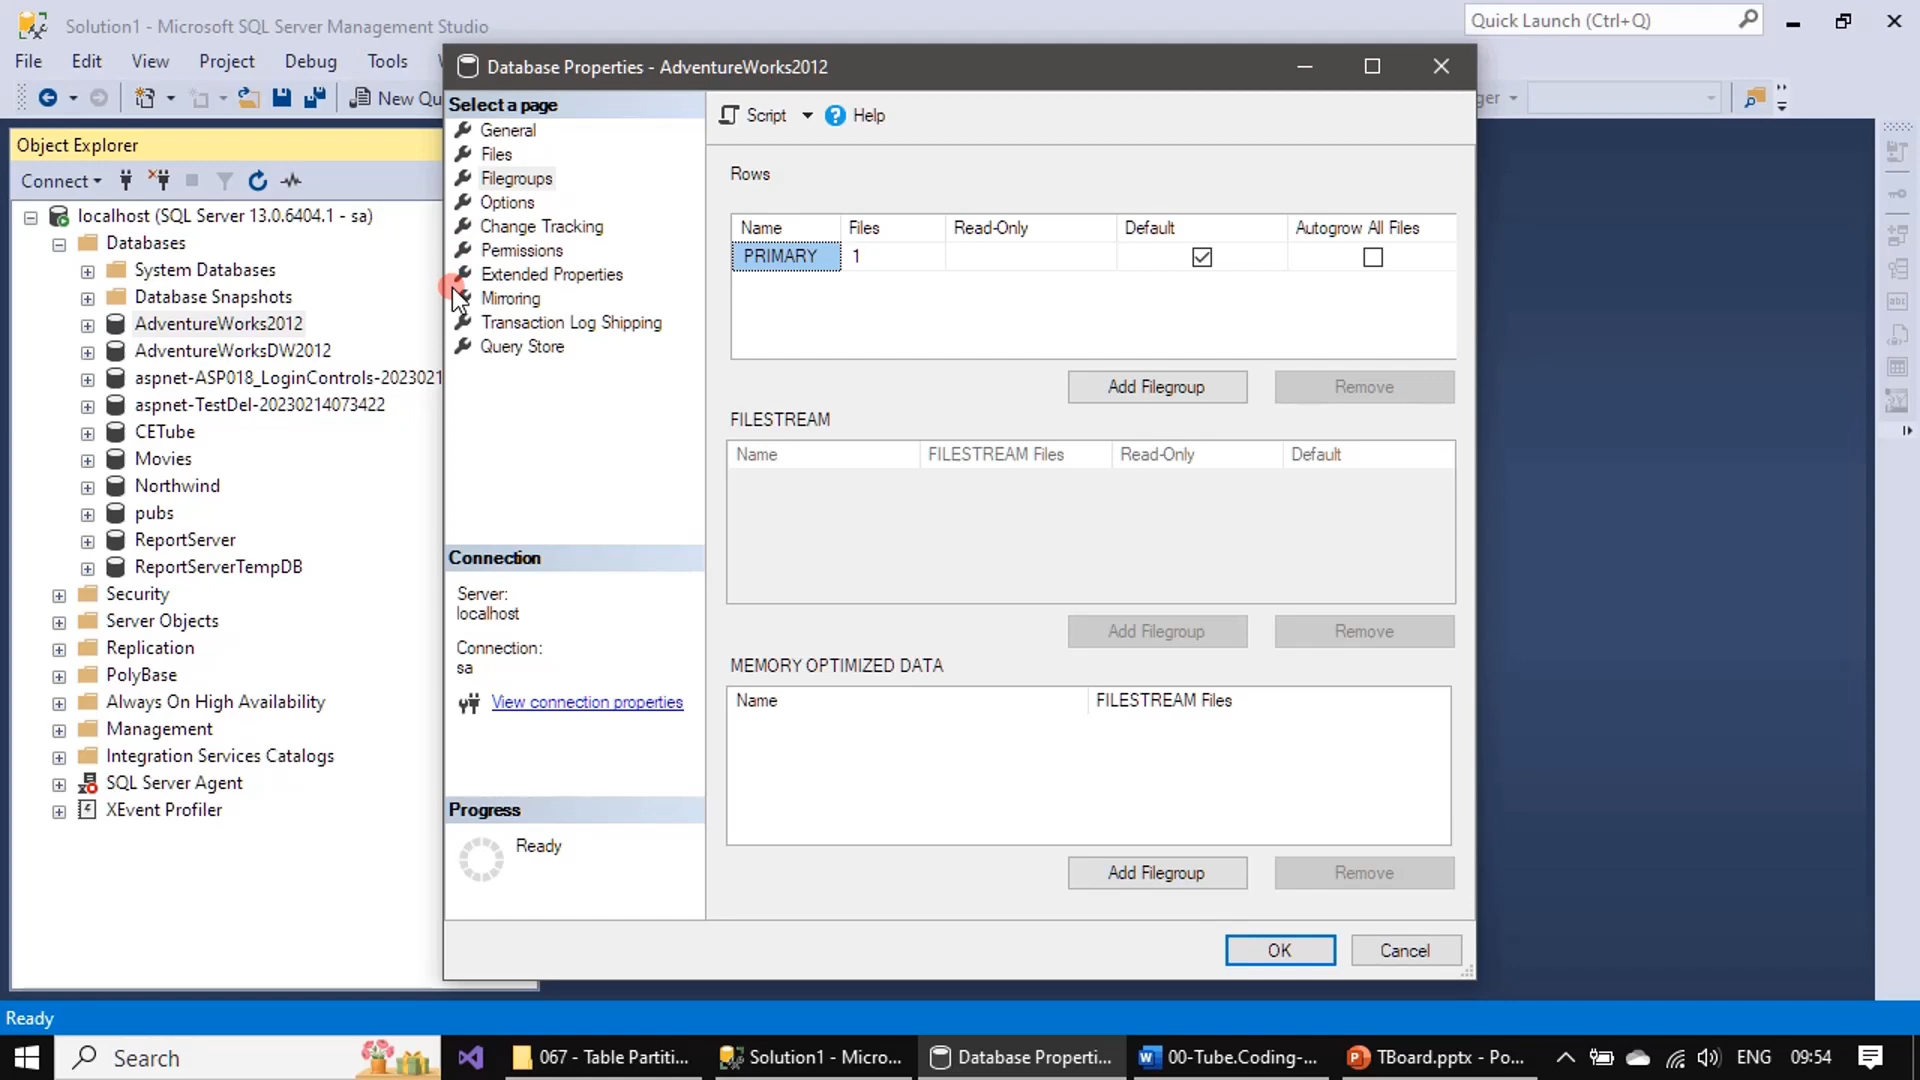 Solution1 - Microsoft SQL Server Management Studio
Quick Launch (Ctrl+Q)
File Edit View Project Debug Tools
New Qu
Object Explorer
Connect
localhost (SQL Server 13.0.6404.1 - sa)
Databases
System Databases
Database Snapshots
AdventureWorks2012
AdventureWorksDW2012
aspnet-ASP018_LoginControls-2023021
aspnet-TestDel-20230214073422
CETube
Movies
Northwind
pubs
ReportServer
ReportServerTempDB
Security
Server Objects
Replication
PolyBase
Always On High Availability
Management
Integration Services Catalogs
SQL Server Agent
XEvent Profiler
Database Properties - AdventureWorks2012
Select a page
General
Files
Filegroups
Options
Change Tracking
Permissions
Extended Properties
Mirroring
Transaction Log Shipping
Query Store
Connection
Server:
localhost
Connection:
sa
View connection properties
Progress
Ready
Script Help
Rows
Name Files Read-Only Default Autogrow All Files
PRIMARY 1
Add Filegroup Remove
FILESTREAM
Name FILESTREAM Files Read-Only Default
Add Filegroup Remove
MEMORY OPTIMIZED DATA
Name FILESTREAM Files
Add Filegroup Remove
OK Cancel
ger
abc
Ready
Search
067 - Table Partiti...
Solution1 - Micro...
Database Properti...
00-Tube.Coding-...
TBoard.pptx - Po...
ENG
09:54